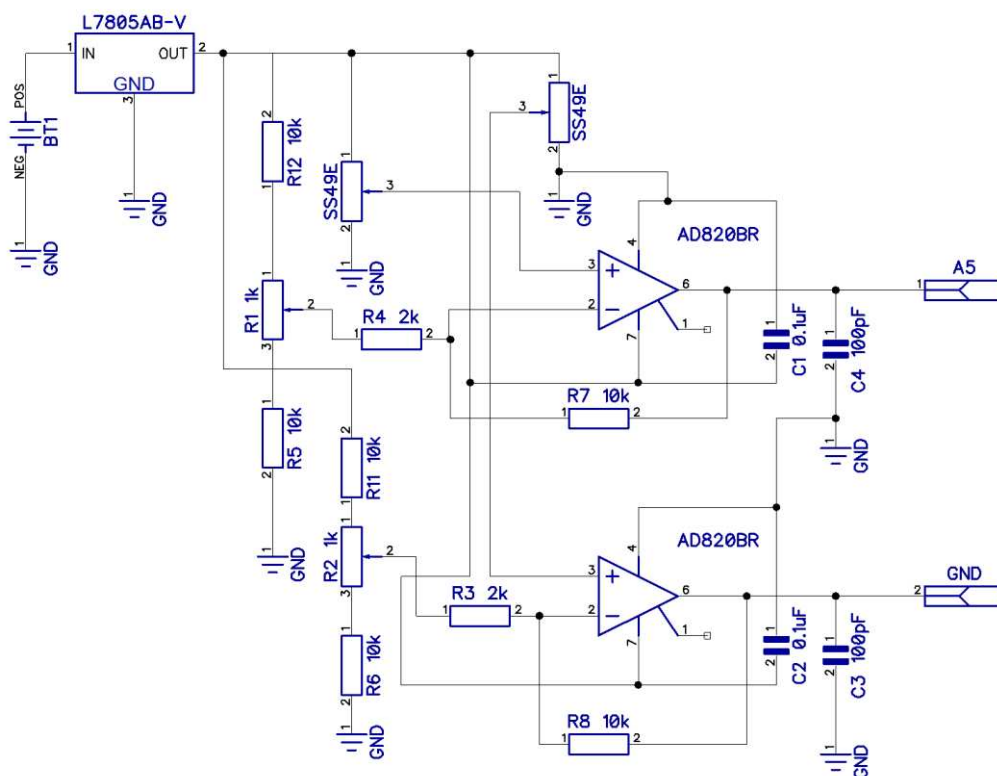 L7805AB-V
1 IN OUT 2
GND
3
POS
BT1
NEG
1
GND
1
GND
2
R12 10k
1
1
SS49E
3
2
1
GND
1
3
SS49E
2
1
GND
1
R1 1k
2
3
R4 2k
1 2
AD820BR
4
3 +
2 −
6
7
1
A5
1
1
C1 0.1uF
2
1
C4 100pF
2
1
GND
R7 10k
1 2
1
R5 10k
2
1
GND
2
R11 10k
1
1
R2 1k
2
3
R3 2k
1 2
AD820BR
4
3 +
2 −
6
7
1
GND
2
1
C2 0.1uF
2
1
C3 100pF
2
1
GND
1
R6 10k
2
1
GND
R8 10k
1 2